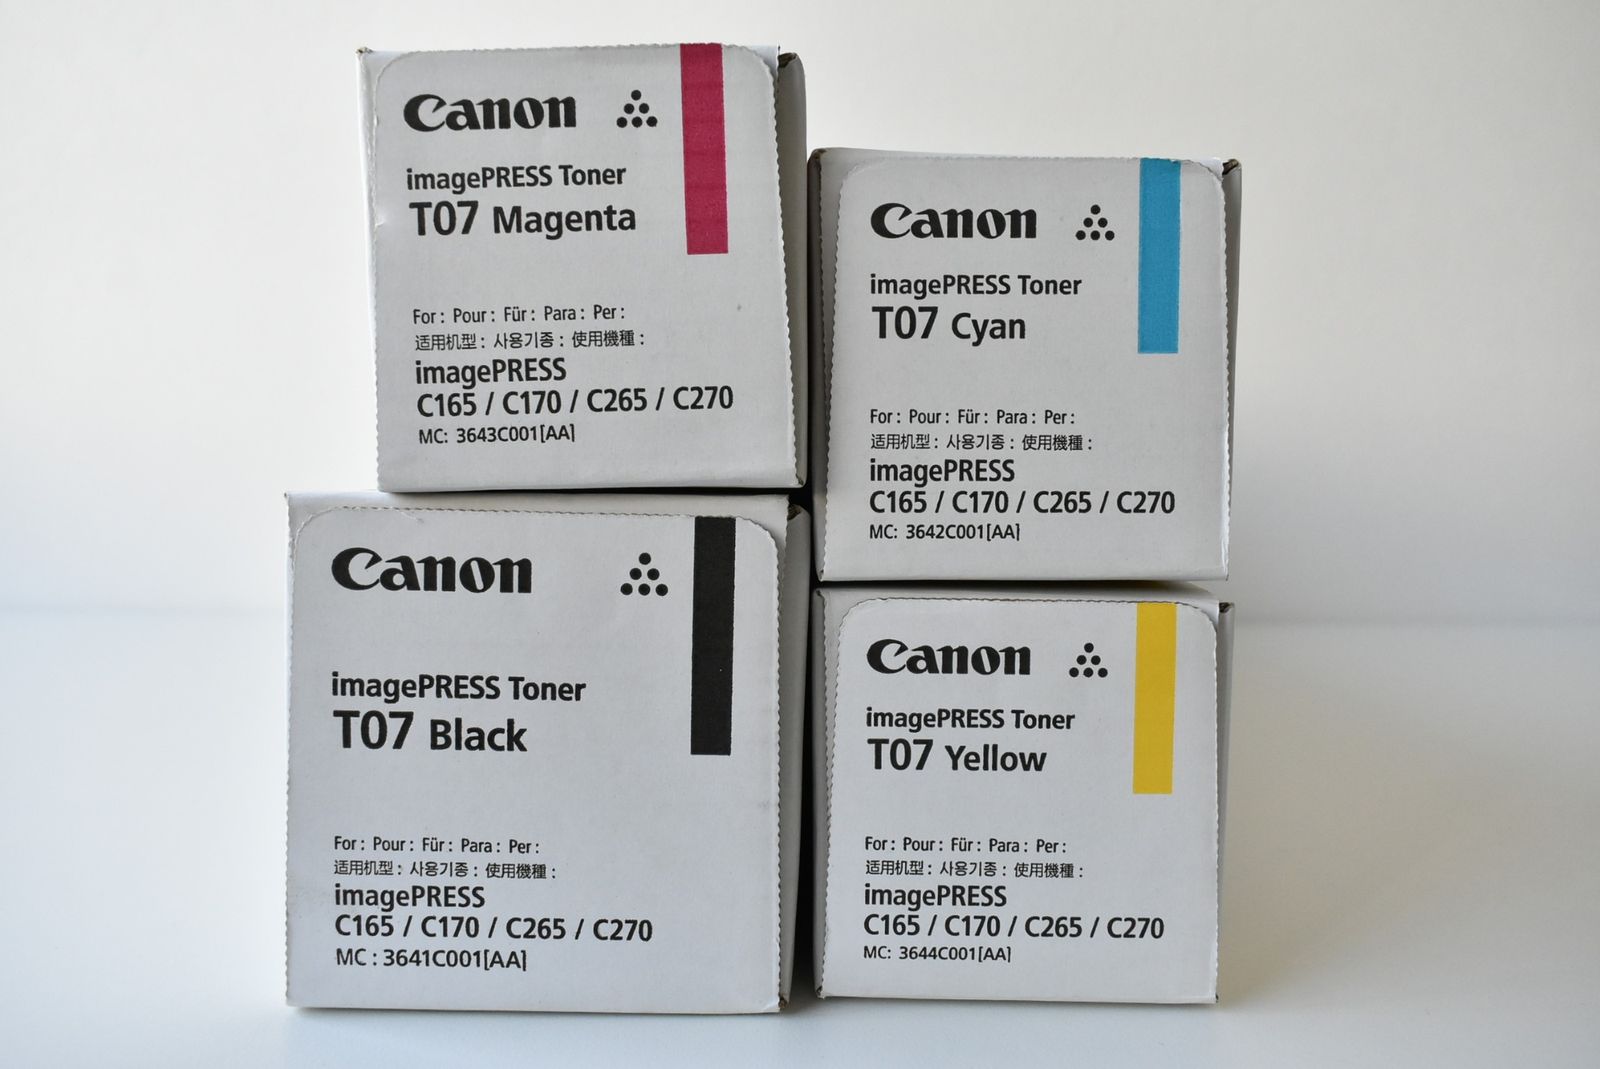 Canon
imagePRESS Toner
T07 Magenta
For : Pour : Für : Para : Per :
适用机型 : 사용기종 : 使用機種 :
imagePRESS
C165 / C170 / C265 / C270
MC: 3643C001[AA]
Canon
imagePRESS Toner
T07 Cyan
For : Pour : Für : Para : Per :
适用机型 : 사용기종 : 使用機種 :
imagePRESS
C165 / C170 / C265 / C270
MC: 3642C001[AA]
Canon
imagePRESS Toner
T07 Black
For : Pour : Für : Para : Per :
适用机型 : 사용기종 : 使用機種 :
imagePRESS
C165 / C170 / C265 / C270
MC : 3641C001[AA]
Canon
imagePRESS Toner
T07 Yellow
For : Pour : Für : Para : Per :
适用机型 : 사용기종 : 使用機種 :
imagePRESS
C165 / C170 / C265 / C270
MC: 3644C001[AA]